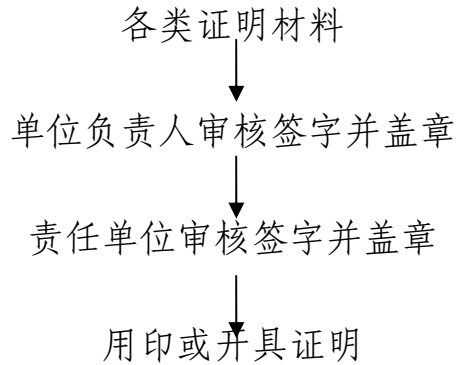 各类证明材料
单位负责人审核签字并盖章
责任单位审核签字并盖章
用印或开具证明